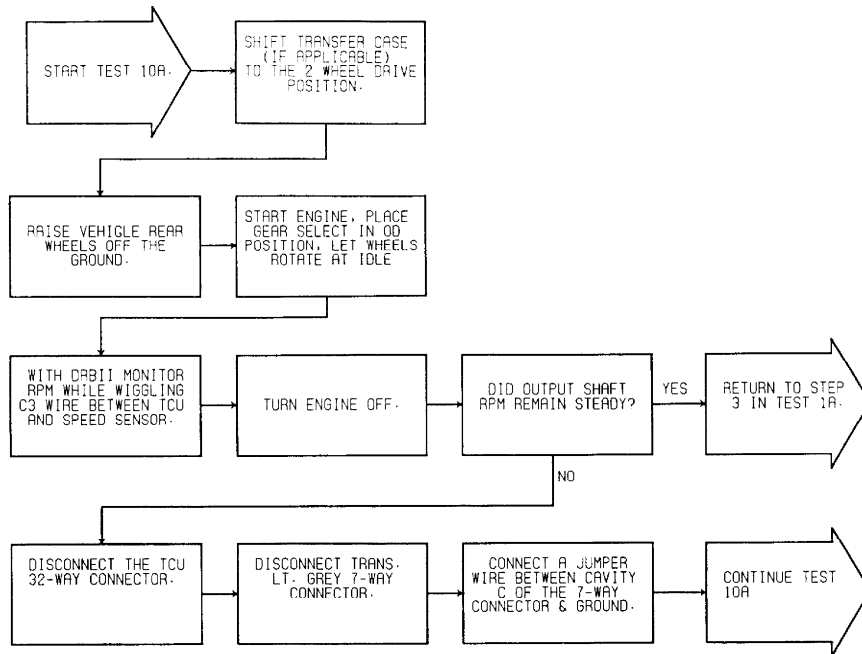 START TEST 10A.
SHIFT TRANSFER CASE
(IF APPLICABLE)
TO THE 2 WHEEL DRIVE
POSITION.
RAISE VEHICLE REAR
WHEELS OFF THE
GROUND.
START ENGINE, PLACE
GEAR SELECT IN OD
POSITION, LET WHEELS
ROTATE AT IDLE
WITH DRBII MONITOR
RPM WHILE WIGGLING
C3 WIRE BETWEEN TCU
AND SPEED SENSOR.
TURN ENGINE OFF.
DID OUTPUT SHAFT
RPM REMAIN STEADY?
YES
RETURN TO STEP
3 IN TEST 1A.
NO
DISCONNECT THE TCU
32-WAY CONNECTOR.
DISCONNECT TRANS.
LT. GREY 7-WAY
CONNECTOR.
CONNECT A JUMPER
WIRE BETWEEN CAVITY
C OF THE 7-WAY
CONNECTOR & GROUND.
CONTINUE TEST
10A